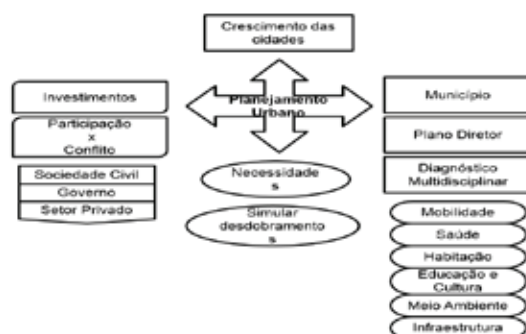 Crescimento das
cidades
Investimentos
Participação
x
Conflito
Sociedade Civil
Governo
Setor Privado
Planejamento
Urbano
Necessidade
s
Simular
desdobramento
s
Município
Plano Diretor
Diagnóstico
Multidisciplinar
Mobilidade
Saúde
Habitação
Educação e
Cultura
Meio Ambiente
Infraestrutura